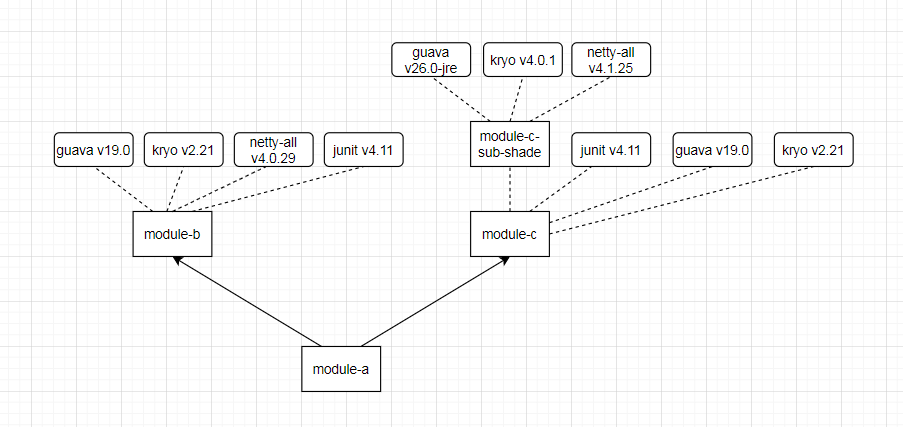 guava
v26.0-jre
kryo v4.0.1
netty-all
v4.1.25
guava v19.0
kryo v2.21
netty-all
v4.0.29
junit v4.11
module-c-
sub-shade
junit v4.11
guava v19.0
kryo v2.21
module-b
module-c
module-a